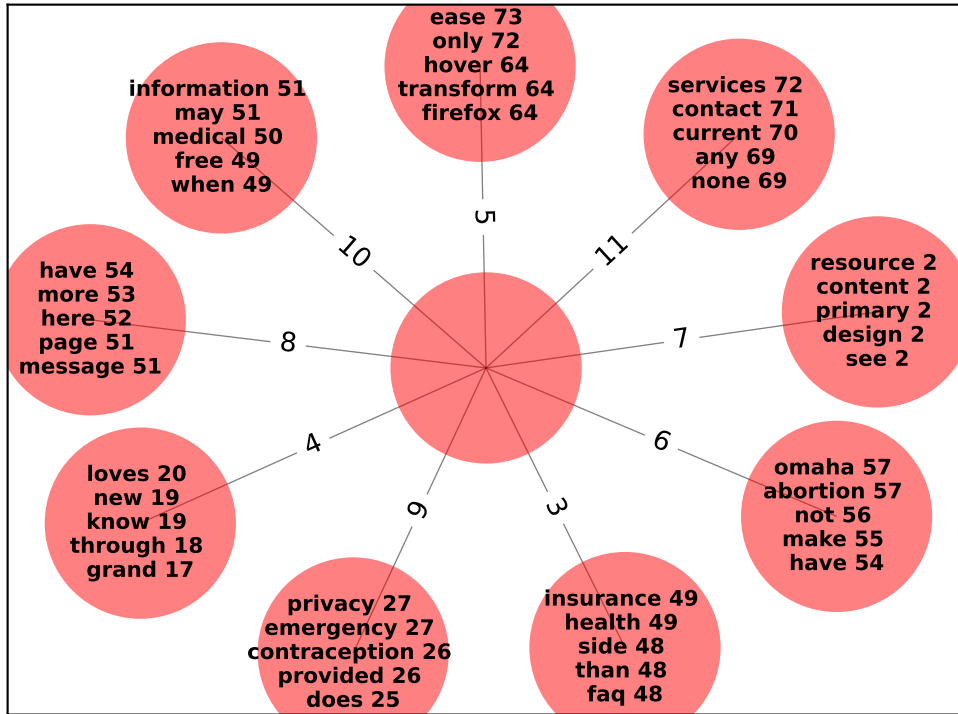 ease 73
only 72
hover 64
transform 64
firefox 64
information 51
may 51
medical 50
free 49
when 49
services 72
contact 71
current 70
any 69
none 69
5
10
11
have 54
more 53
here 52
page 51
message 51
resource 2
content 2
primary 2
design 2
see 2
8
7
4
6
loves 20
new 19
know 19
through 18
grand 17
omaha 57
abortion 57
not 56
make 55
have 54
9
3
privacy 27
emergency 27
contraception 26
provided 26
does 25
insurance 49
health 49
side 48
than 48
faq 48